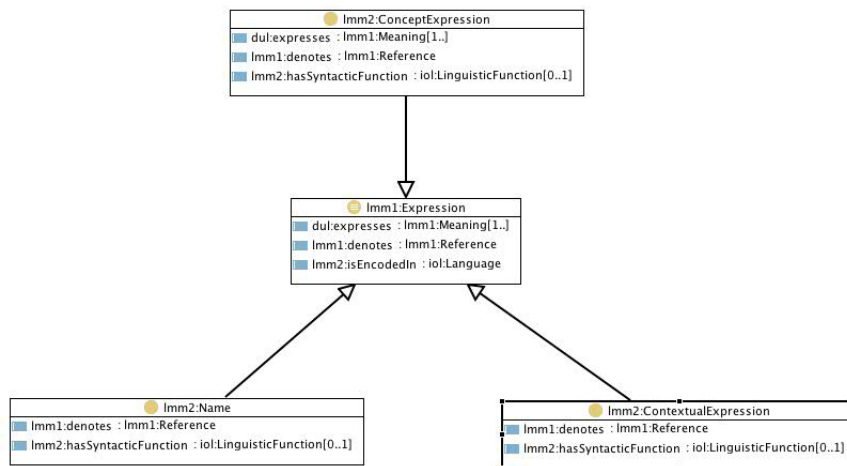 lmm2:ConceptExpression
dul:expresses : lmm1:Meaning[1..]
lmm1:denotes : lmm1:Reference
lmm2:hasSyntacticFunction : iol:LinguisticFunction[0..1]
lmm1:Expression
dul:expresses : lmm1:Meaning[1..]
lmm1:denotes : lmm1:Reference
lmm2:isEncodedIn : iol:Language
lmm2:Name
lmm1:denotes : lmm1:Reference
lmm2:hasSyntacticFunction : iol:LinguisticFunction[0..1]
lmm2:ContextualExpression
lmm1:denotes : lmm1:Reference
lmm2:hasSyntacticFunction : iol:LinguisticFunction[0..1]